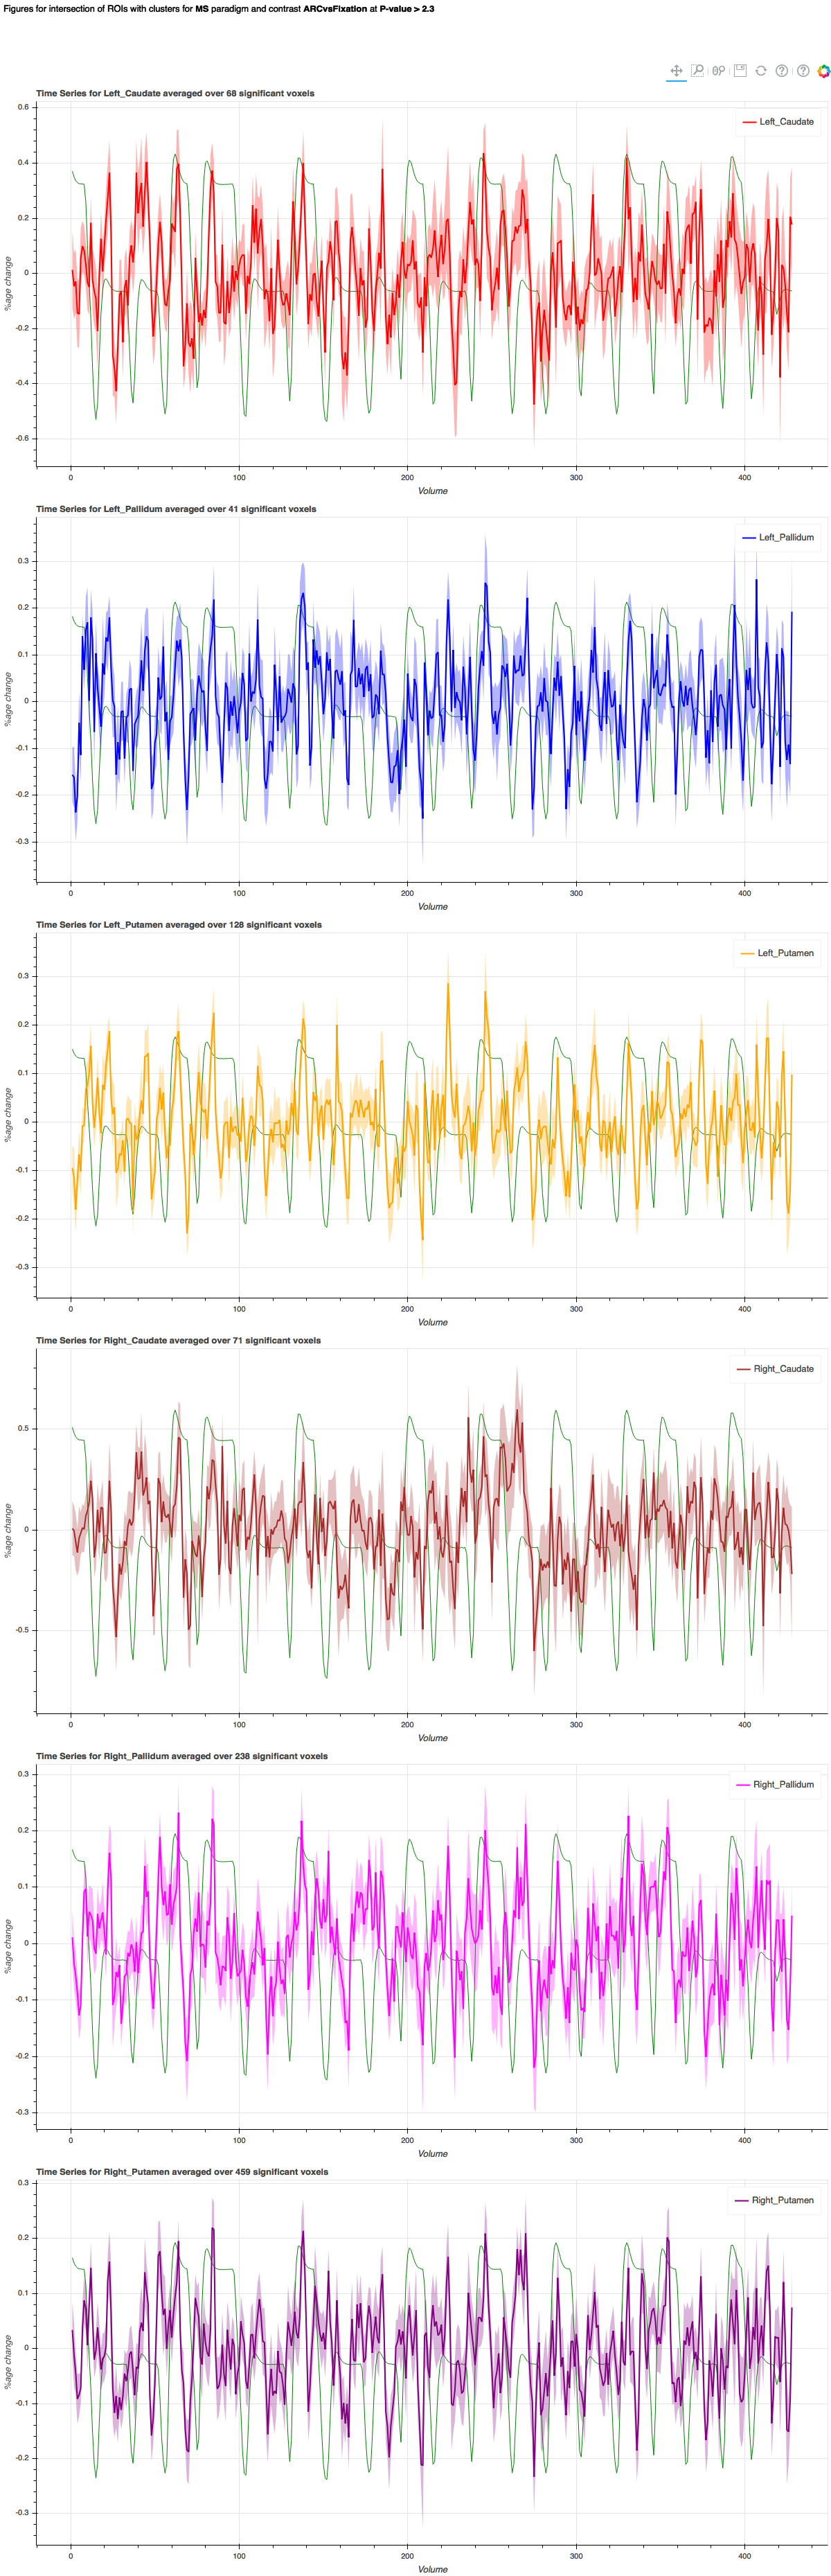 Figures for intersection of ROIs with clusters for MS paradigm and contrast ARCvsFixation at P-value > 2.3
Time Series for Left_Caudate averaged over 68 significant voxels
Left_Caudate
%age change
0.6
0.4
0.2
0
-0.2
-0.4
-0.6
0 100 200 300 400
Volume
Time Series for Left_Pallidum averaged over 41 significant voxels
Left_Pallidum
%age change
0.3
0.2
0.1
0
-0.1
-0.2
-0.3
0 100 200 300 400
Volume
Time Series for Left_Putamen averaged over 128 significant voxels
Left_Putamen
%age change
0.3
0.2
0.1
0
-0.1
-0.2
-0.3
0 100 200 300 400
Volume
Time Series for Right_Caudate averaged over 71 significant voxels
Right_Caudate
%age change
0.5
0
-0.5
0 100 200 300 400
Volume
Time Series for Right_Pallidum averaged over 238 significant voxels
Right_Pallidum
%age change
0.3
0.2
0.1
0
-0.1
-0.2
-0.3
0 100 200 300 400
Volume
Time Series for Right_Putamen averaged over 459 significant voxels
Right_Putamen
%age change
0.3
0.2
0.1
0
-0.1
-0.2
-0.3
0 100 200 300 400
Volume